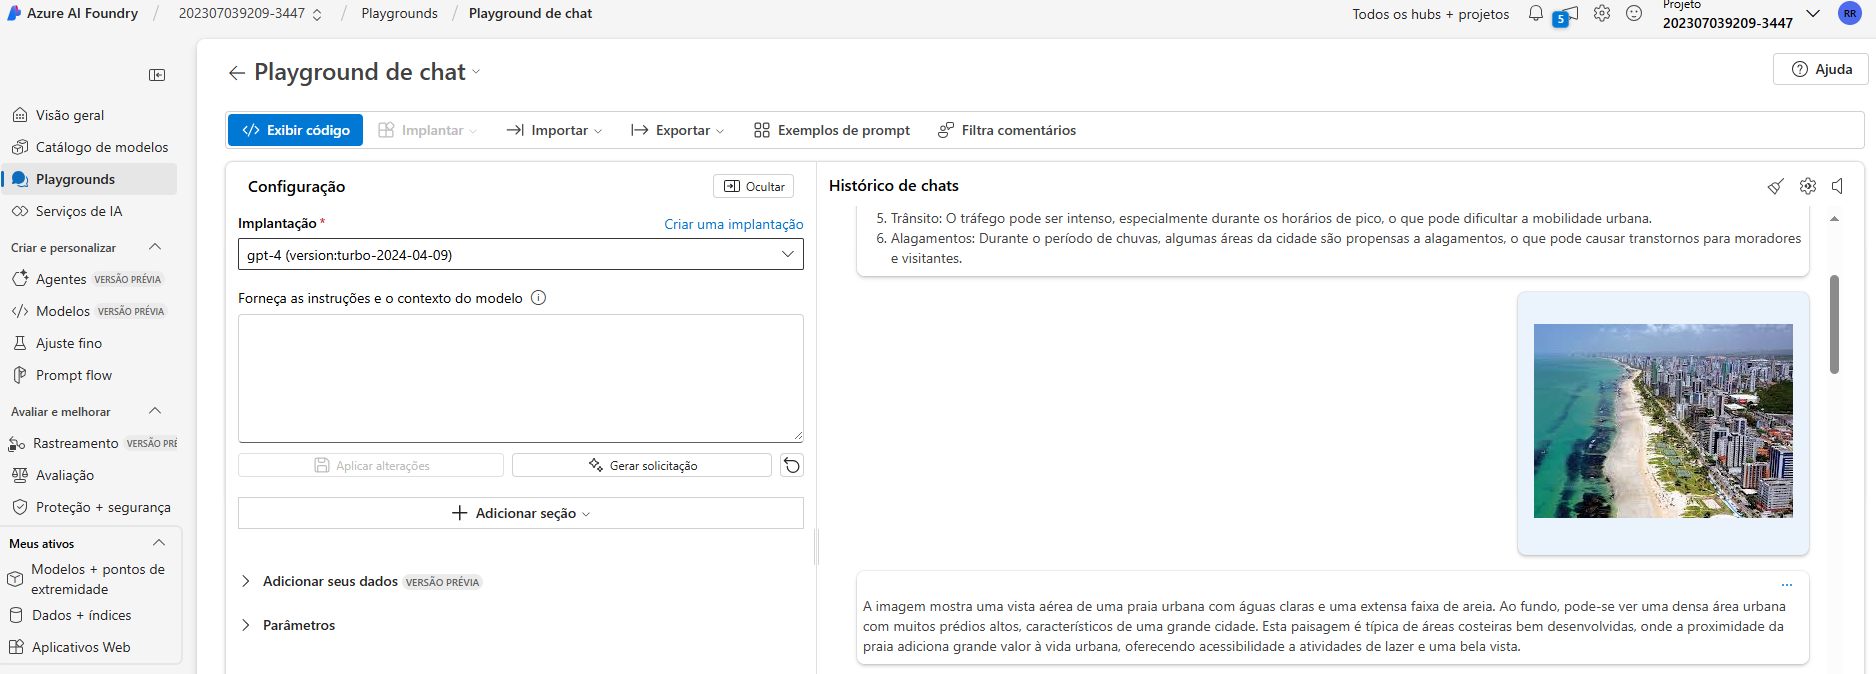 Azure AI Foundry / 202307039209-3447 / Playgrounds / Playground de chat
Todos os hubs + projetos
5
Projeto
202307039209-3447
RR
Playground de chat
Ajuda
Visão geral
Catálogo de modelos
Playgrounds
Serviços de IA
Criar e personalizar
Agentes VERSÃO PRÉVIA
Modelos VERSÃO PRÉVIA
Ajuste fino
Prompt flow
Avaliar e melhorar
Rastreamento VERSÃO PRÉ
Avaliação
Proteção + segurança
Meus ativos
Modelos + pontos de
extremidade
Dados + índices
Aplicativos Web
Exibir código
Implantar
Importar
Exportar
Exemplos de prompt
Filtra comentários
Configuração
Ocultar
Implantação *
Criar uma implantação
gpt-4 (version:turbo-2024-04-09)
Forneça as instruções e o contexto do modelo
Aplicar alterações
Gerar solicitação
Adicionar seção
Adicionar seus dados VERSÃO PRÉVIA
Parâmetros
Histórico de chats
5. Trânsito: O tráfego pode ser intenso, especialmente durante os horários de pico, o que pode dificultar a mobilidade urbana.
6. Alagamentos: Durante o período de chuvas, algumas áreas da cidade são propensas a alagamentos, o que pode causar transtornos para moradores
e visitantes.
A imagem mostra uma vista aérea de uma praia urbana com águas claras e uma extensa faixa de areia. Ao fundo, pode-se ver uma densa área urbana
com muitos prédios altos, característicos de uma grande cidade. Esta paisagem é típica de áreas costeiras bem desenvolvidas, onde a proximidade da
praia adiciona grande valor à vida urbana, oferecendo acessibilidade a atividades de lazer e uma bela vista.